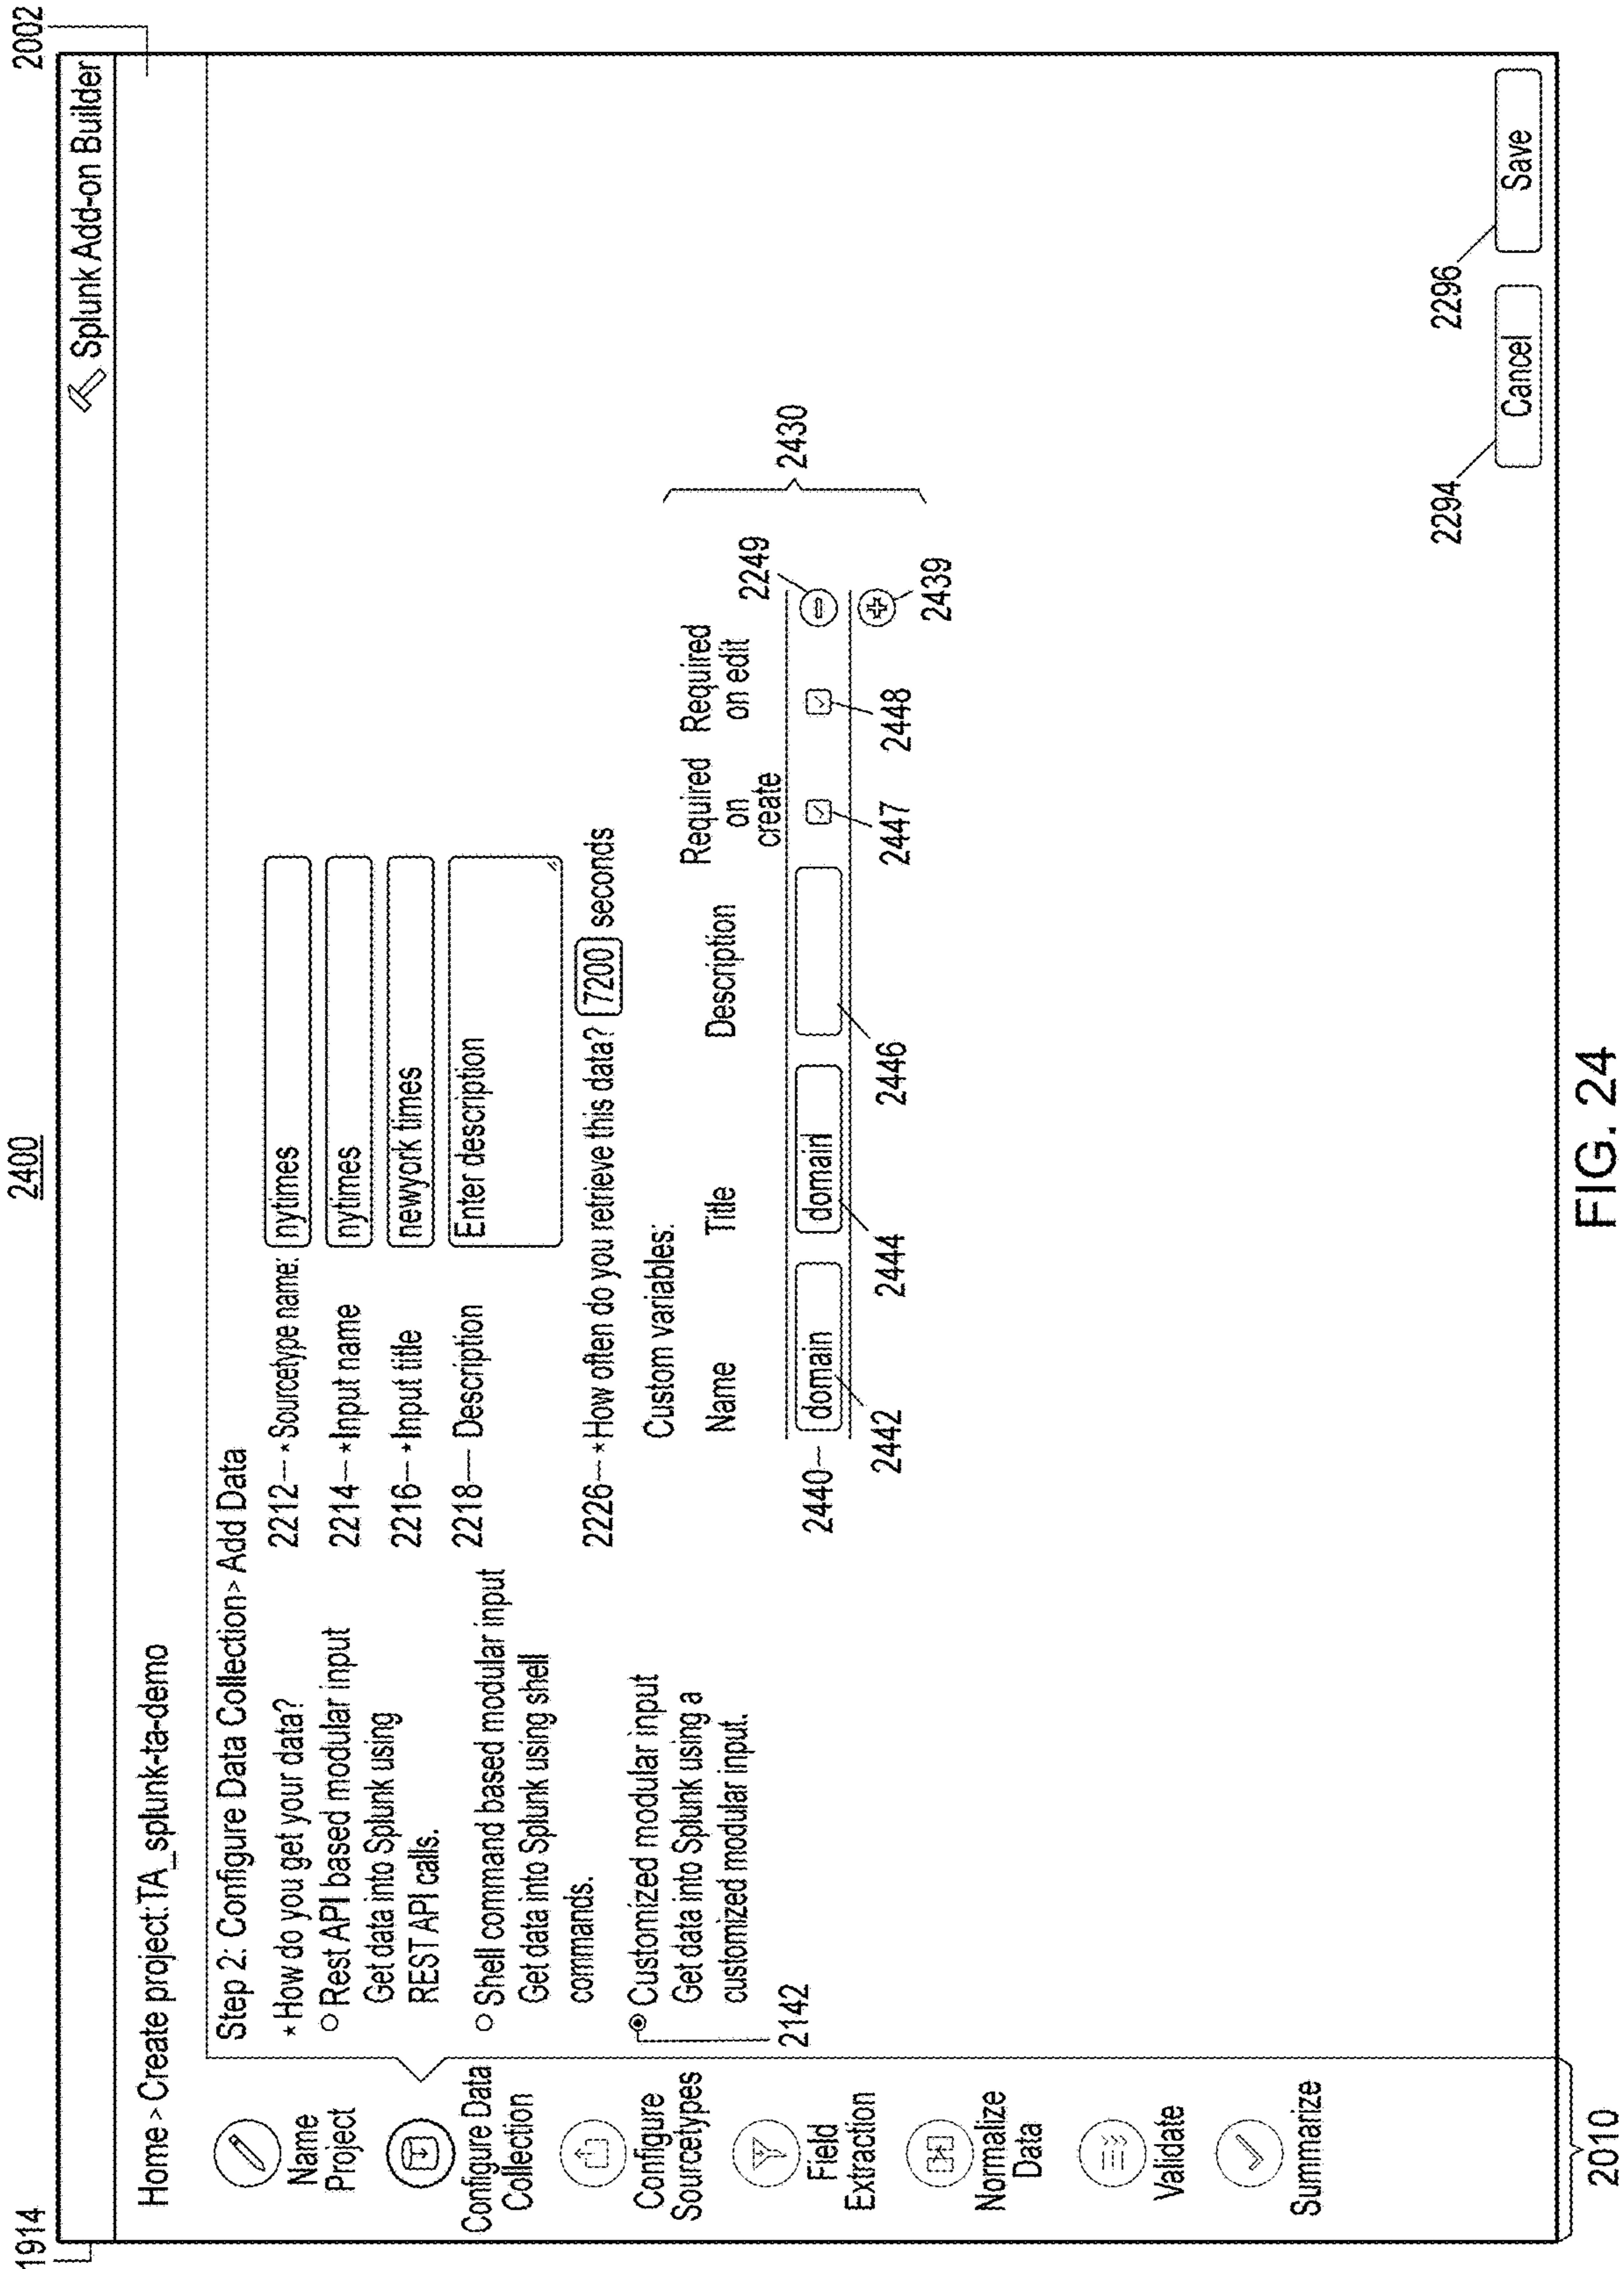 2400
1914
2002
Splunk Add-on Builder
Home > Create project:TA_splunk-ta-demo
Name
Project
Configure Data
Collection
Configure
Sourcetypes
Field
Extraction
Normalize
Data
Validate
Summarize
2010
Step 2: Configure Data Collection> Add Data
*How do you get your data?
Rest API based modular input
Get data into Splunk using
REST API calls.
Shell command based modular input
Get data into Splunk using shell
commands.
Customized modular input
Get data into Splunk using a
customized modular input.
2142
2212 *Sourcetype name: nytimes
2214 *Input name nytimes
2216 *Input title newyork times
2218 Description Enter description
2226 *How often do you retrieve this data? 7200 seconds
Custom variables:
Name Title Description Required on create Required on edit
2249
2440 domain domain
2442 2444 2446 2447 2448 2439
2430
2294 2296
Cancel Save
FIG. 24